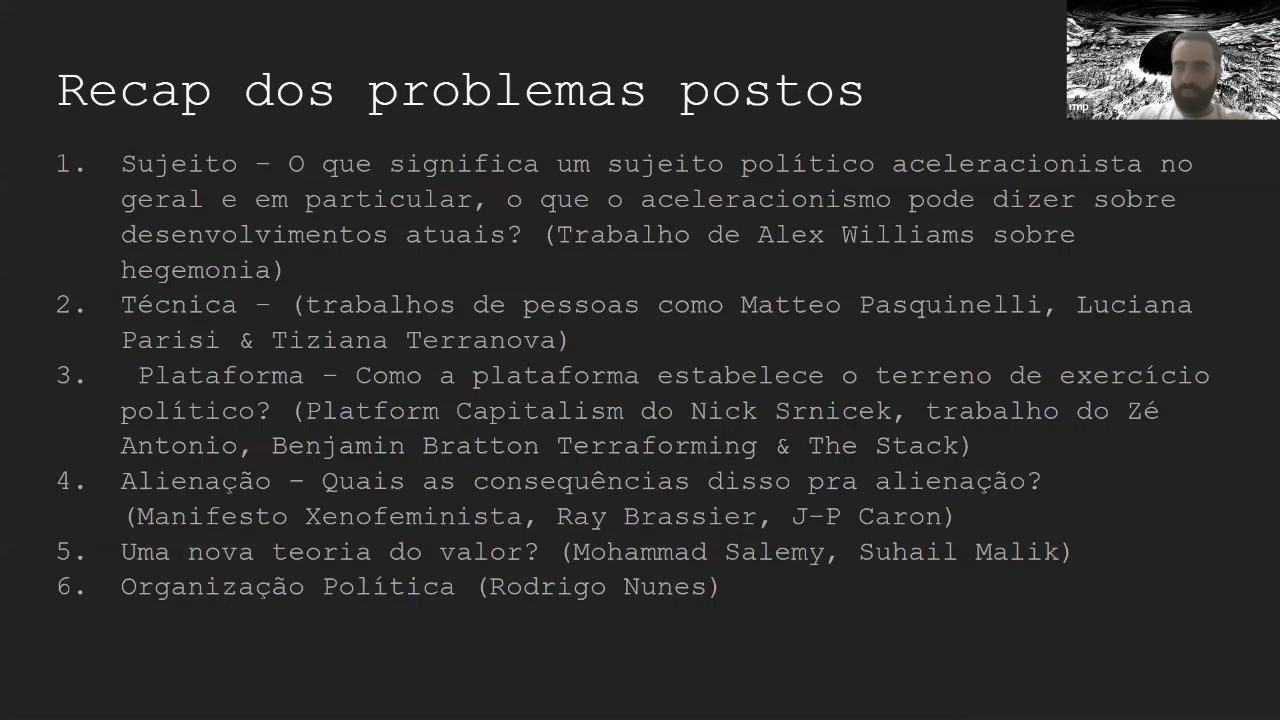 Recap dos problemas postos
rmp
1. Sujeito – O que significa um sujeito político aceleracionista no
geral e em particular, o que o aceleracionismo pode dizer sobre
desenvolvimentos atuais? (Trabalho de Alex Williams sobre
hegemonia)
2. Técnica – (trabalhos de pessoas como Matteo Pasquinelli, Luciana
Parisi & Tiziana Terranova)
3. Plataforma – Como a plataforma estabelece o terreno de exercício
político? (Platform Capitalism do Nick Srnicek, trabalho do Zé
Antonio, Benjamin Bratton Terraforming & The Stack)
4. Alienação – Quais as consequências disso pra alienação?
(Manifesto Xenofeminista, Ray Brassier, J-P Caron)
5. Uma nova teoria do valor? (Mohammad Salemy, Suhail Malik)
6. Organização Política (Rodrigo Nunes)